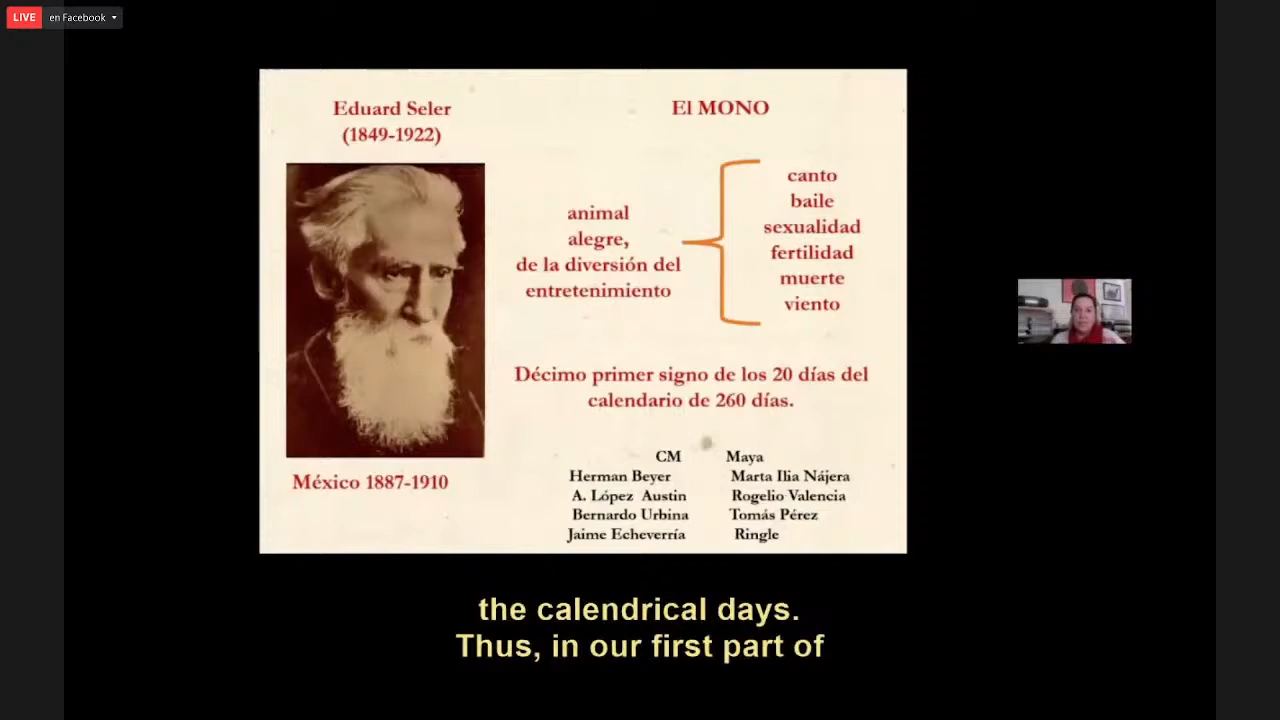 LIVE en Facebook
Eduard Seler
(1849-1922)
El MONO
animal
alegre,
de la diversión del
entretenimiento
canto
baile
sexualidad
fertilidad
muerte
viento
Décimo primer signo de los 20 días del
calendario de 260 días.
México 1887-1910
CM Maya
Herman Beyer Marta Ilia Nájera
A. López Austin Rogelio Valencia
Bernardo Urbina Tomás Pérez
Jaime Echeverría Ringle
the calendrical days.
Thus, in our first part of